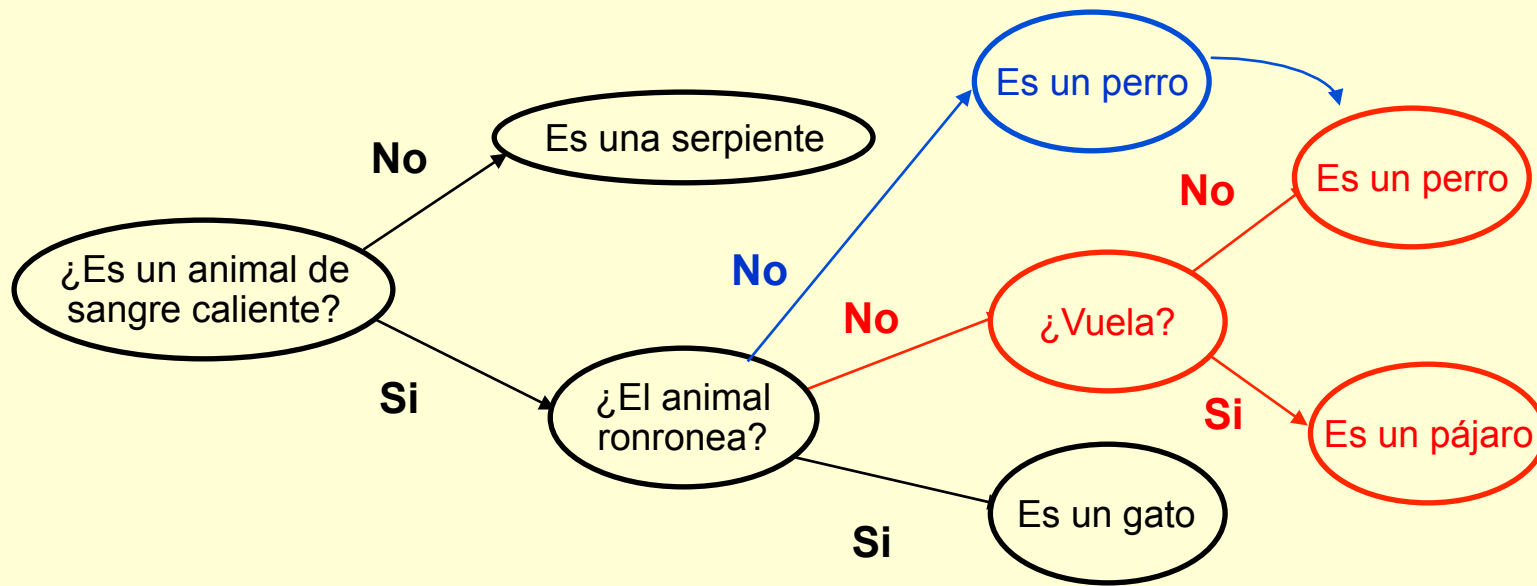 ¿Es un animal de
sangre caliente?
No
Es una serpiente
Si
¿El animal
ronronea?
No
Es un perro
No
¿Vuela?
No
Es un perro
Si
Es un pájaro
Si
Es un gato